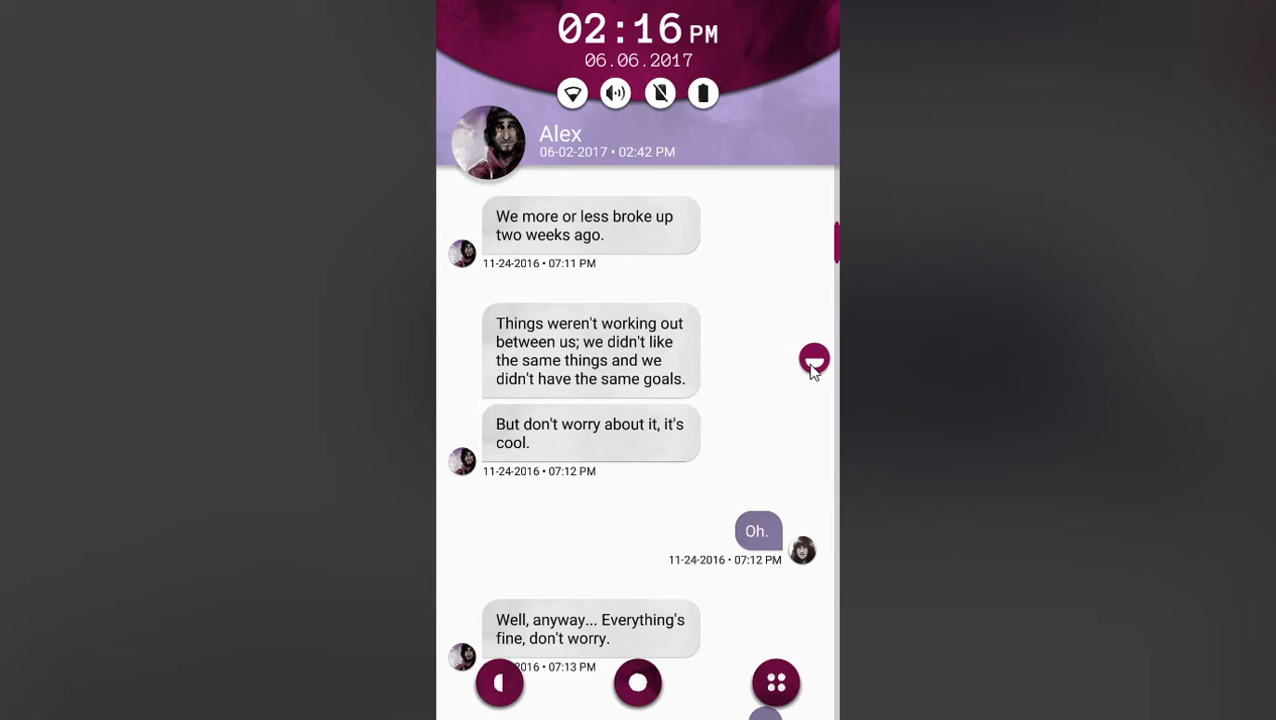 02:16 PM
06.06.2017
Alex
06-02-2017 • 02:42 PM
We more or less broke up
two weeks ago.
11-24-2016 • 07:11 PM
Things weren't working out
between us; we didn't like
the same things and we
didn't have the same goals.
But don't worry about it, it's
cool.
11-24-2016 • 07:12 PM
Oh.
11-24-2016 • 07:12 PM
Well, anyway... Everything's
fine, don't worry.
2016 • 07:13 PM